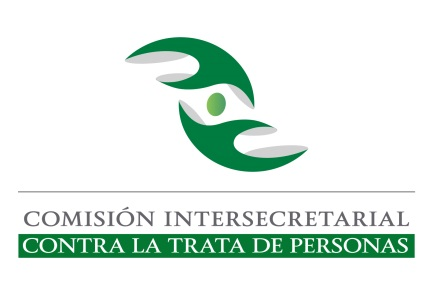 COMISIÓN INTERSECRETARIAL
CONTRA LA TRATA DE PERSONAS